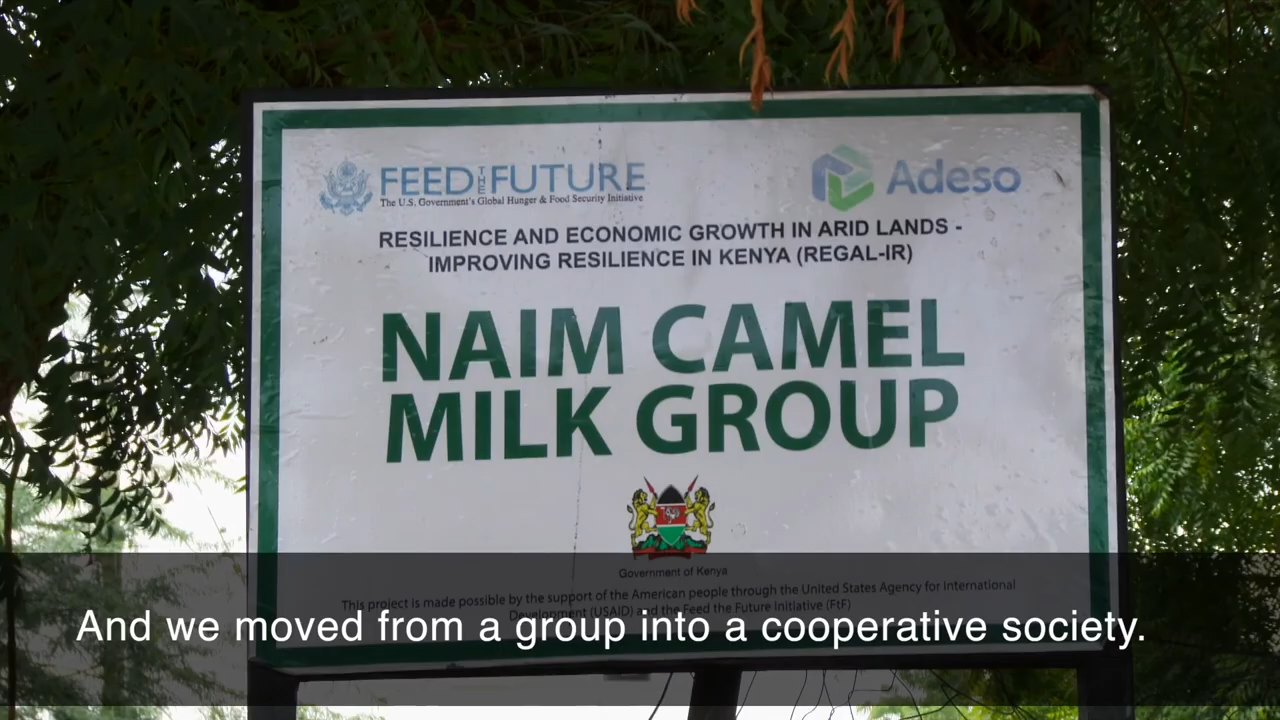 FEED THE FUTURE
The U.S. Government's Global Hunger & Food Security Initiative
Adeso
RESILIENCE AND ECONOMIC GROWTH IN ARID LANDS -
IMPROVING RESILIENCE IN KENYA (REGAL-IR)
NAIM CAMEL
MILK GROUP
Government of Kenya
This project is made possible by the support of the American people through the United States Agency for International
Development (USAID) and the Feed the Future Initiative (FtF)
And we moved from a group into a cooperative society.